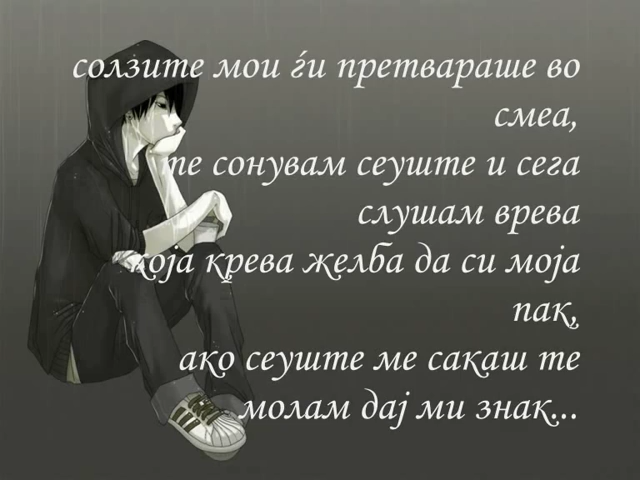 солзите мои ѓи претвараше во
смеа,
те сонувам сеуште и сега
слушам врева
која крева желба да си моја
пак,
ако сеуште ме сакаш те
молам дај ми знак...